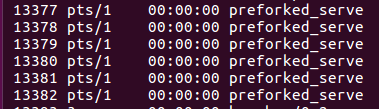 13377 pts/1 00:00:00 preforked_serve
13378 pts/1 00:00:00 preforked_serve
13379 pts/1 00:00:00 preforked_serve
13380 pts/1 00:00:00 preforked_serve
13381 pts/1 00:00:00 preforked_serve
13382 pts/1 00:00:00 preforked_serve